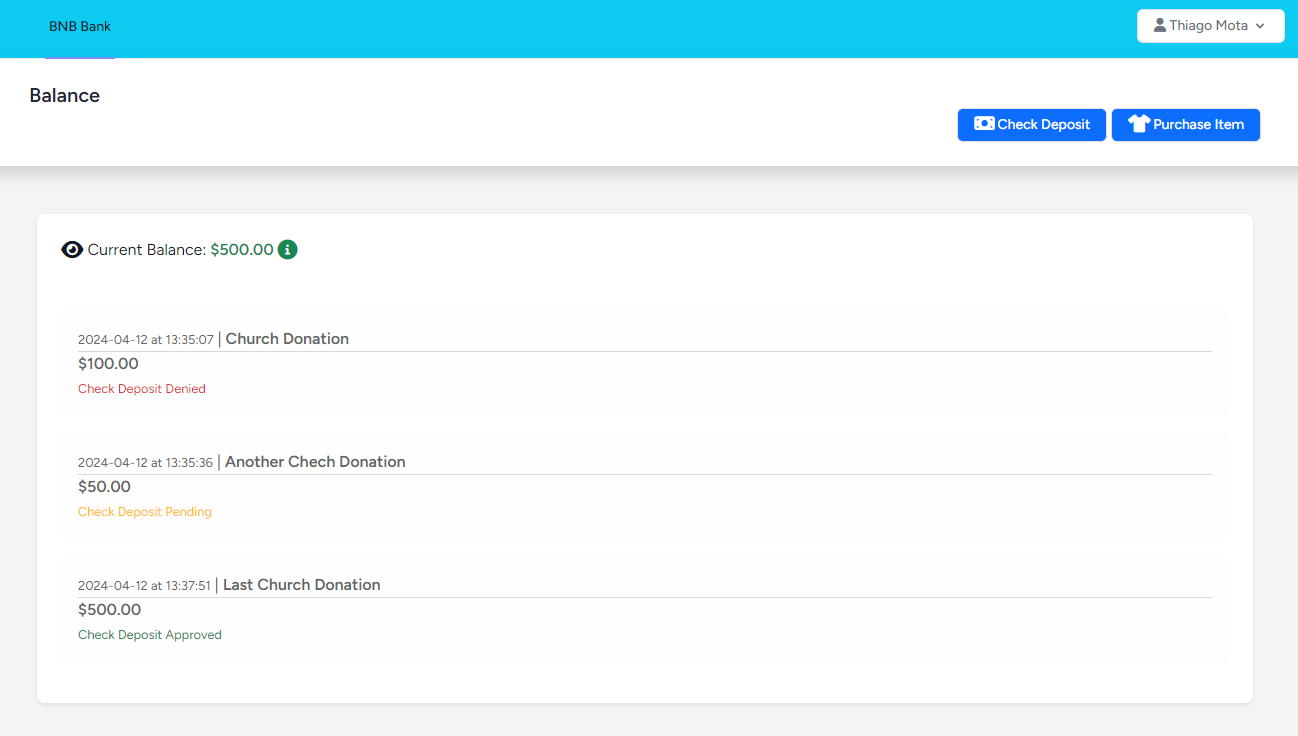 BNB Bank
Thiago Mota
Balance
Check Deposit
Purchase Item
Current Balance: $500.00
2024-04-12 at 13:35:07 | Church Donation
$100.00
Check Deposit Denied
2024-04-12 at 13:35:36 | Another Chech Donation
$50.00
Check Deposit Pending
2024-04-12 at 13:37:51 | Last Church Donation
$500.00
Check Deposit Approved